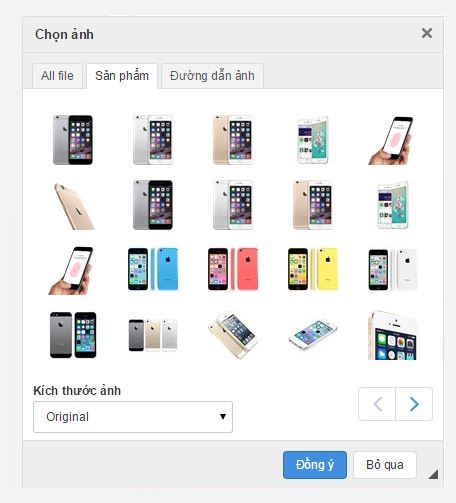 Chọn ảnh
All file
Sản phẩm
Đường dẫn ảnh
Kích thước ảnh
Original
Đồng ý
Bỏ qua